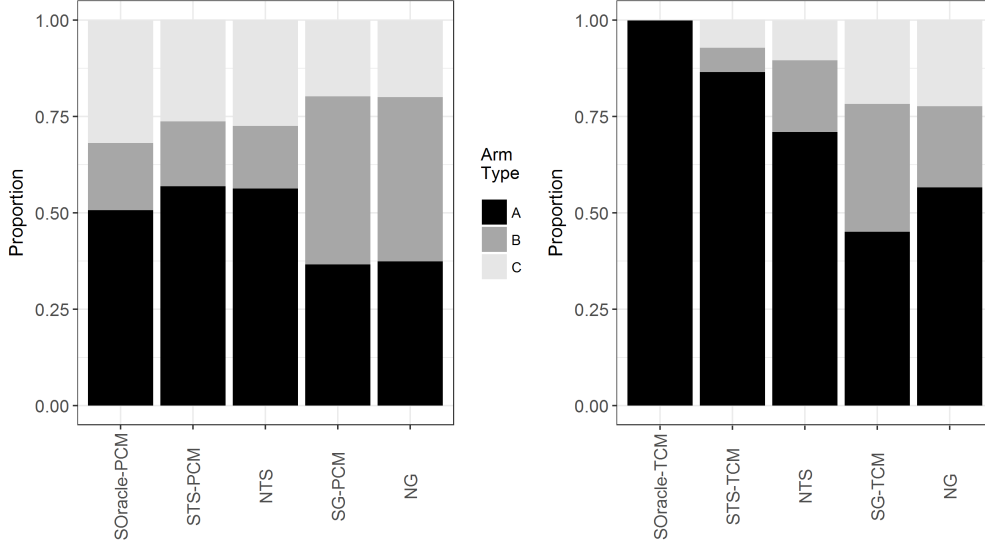 Proportion
1.00
0.75
0.50
0.25
0.00
SOracle-PCM
STS-PCM
NTS
SG-PCM
NG
Arm
Type
A
B
C
Proportion
1.00
0.75
0.50
0.25
0.00
SOracle-TCM
STS-TCM
NTS
SG-TCM
NG